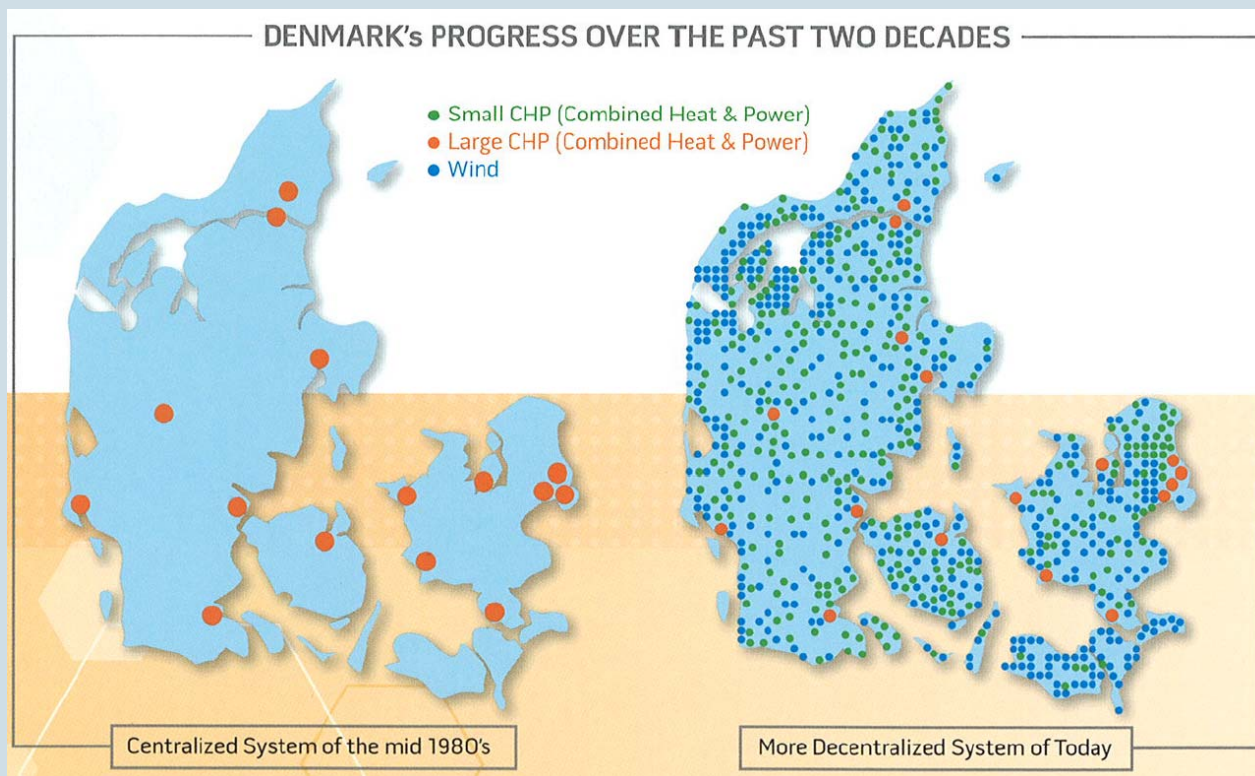 DENMARK's PROGRESS OVER THE PAST TWO DECADES
Small CHP (Combined Heat & Power)
Large CHP (Combined Heat & Power)
Wind
Centralized System of the mid 1980's
More Decentralized System of Today